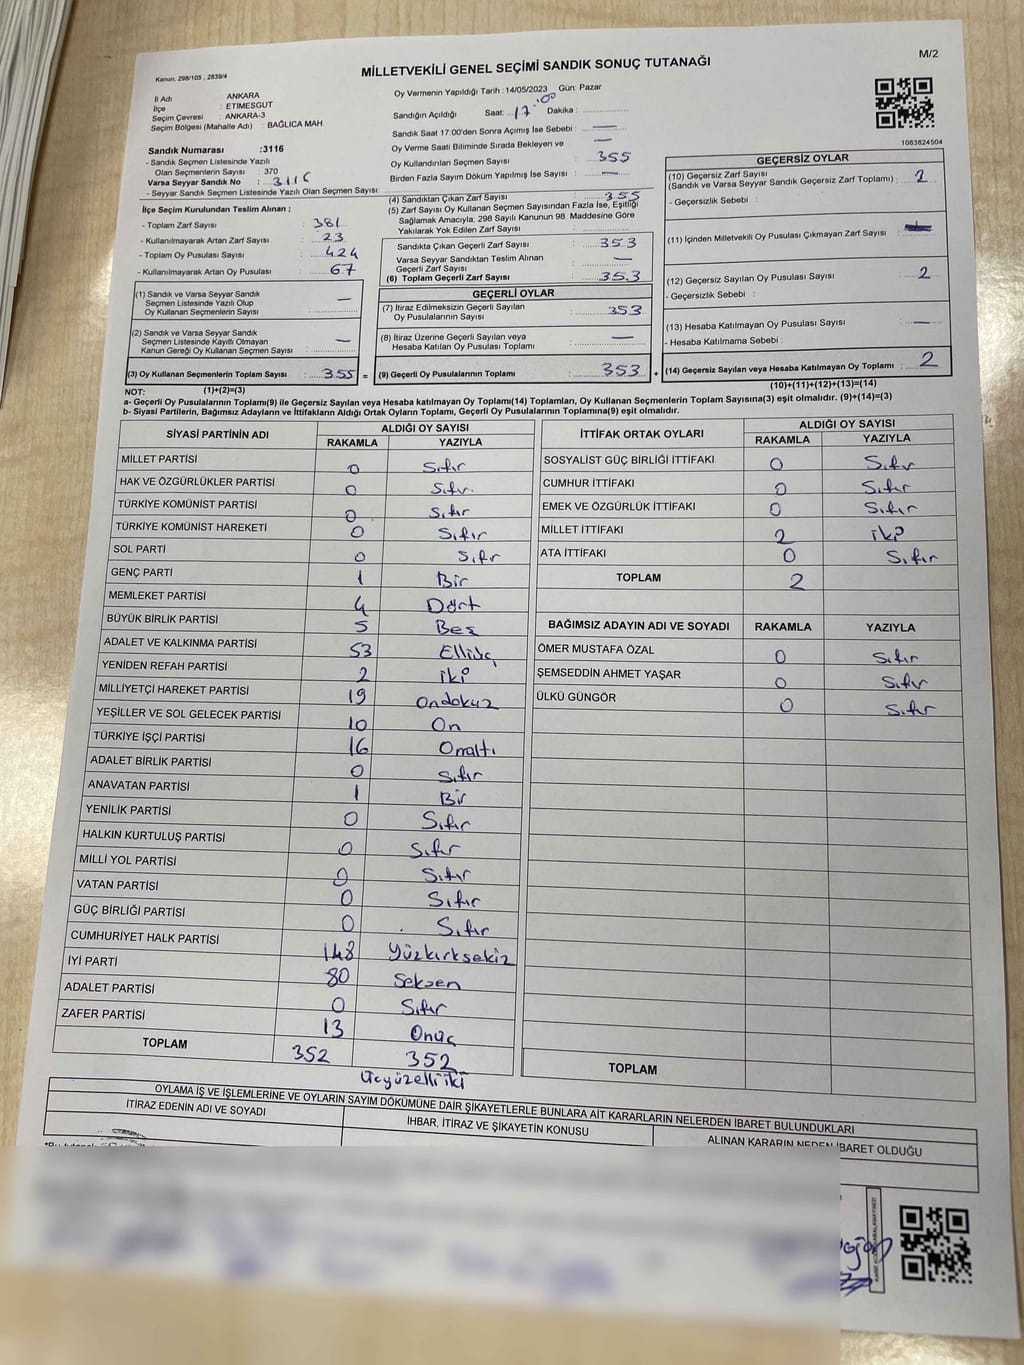 M/2
Kanun, 298/105 , 2839/4
MİLLETVEKİLİ GENEL SEÇİMİ SANDIK SONUÇ TUTANAĞI
İl Adı : ANKARA
İlçe : ETİMESGUT
Seçim Çevresi : ANKARA-3
Seçim Bölgesi (Mahalle Adı) : BAĞLICA MAH.
Sandık Numarası :3116
- Sandık Seçmen Listesinde Yazılı
Olan Seçmenlerin Sayısı : 370
Varsa Seyyar Sandık No : 3116
- Seyyar Seçmen Listesinde Yazılı Olan Seçmen Sayısı:
Oy Vermenin Yapıldığı Tarih : 14/05/2023 Gün: Pazar
Sandığın Açıldığı Saat: 17:00 Dakika :
Sandık Saat 17.00'den Sonra Açımış İse Sebebi : —
Oy Verme Saati Bitiminde Sırada Bekleyen ve —
Oy Kullandırılan Seçmen Sayısı : 355
Birden Fazla Sayım Döküm Yapılmış İse Sayısı : —
1083824504
İlçe Seçim Kurulundan Teslim Alınan ;
- Toplam Zarf Sayısı : 381
- Kullanılmayarak Artan Zarf Sayısı : 23
- Toplam Oy Pusulası Sayısı : 424
- Kullanılmayarak Artan Oy Pusulası : 67
(1) Sandık ve Varsa Seyyar Sandık
Seçmen Listesinde Yazılı Olup
Oy Kullanan Seçmenlerin Sayısı : —
(2) Sandık ve Varsa Seyyar Sandık
Seçmen Listesinde Kayıtlı Olmayan
Kanun Gereği Oy Kullanan Seçmen Sayısı : —
(3) Oy Kullanan Seçmenlerin Toplam Sayısı : 355 =
(4) Sandıktan Çıkan Zarf Sayısı : 355
(5) Zarf Sayısı Oy Kullanan Seçmen Sayısından Fazla İse, Eşitliği
Sağlamak Amacıyla; 298 Sayılı Kanunun 98. Maddesine Göre
Yakılarak Yok Edilen Zarf Sayısı :
Sandıkta Çıkan Geçerli Zarf Sayısı : 353
Varsa Seyyar Sandıktan Teslim Alınan
Geçerli Zarf Sayısı : —
(6) Toplam Geçerli Zarf Sayısı : 353
GEÇERLİ OYLAR
(7) İtiraz Edilmeksizin Geçerli Sayılan
Oy Pusulalarının Sayısı : 353
(8) İtiraz Üzerine Geçerli Sayılan veya
Hesaba Katılan Oy Pusulası Toplamı : —
(9) Geçerli Oy Pusulalarının Toplamı : 353 +
GEÇERSİZ OYLAR
(10) Geçersiz Zarf Sayısı
(Sandık ve Varsa Seyyar Sandık Geçersiz Zarf Toplamı) : 2
- Geçersizlik Sebebi :
(11) İçinden Milletvekili Oy Pusulası Çıkmayan Zarf Sayısı :
(12) Geçersiz Sayılan Oy Pusulası Sayısı : 2
- Geçersizlik Sebebi :
(13) Hesaba Katılmayan Oy Pusulası Sayısı : —
- Hesaba Katılmama Sebebi :
(14) Geçersiz Sayılan veya Hesaba Katılmayan Oy Toplamı : 2
NOT: (1)+(2)=(3) (10)+(11)+(12)+(13)=(14)
a- Geçerli Oy Pusulalarının Toplamı(9) ile Geçersiz Sayılan veya Hesaba katılmayan Oy Toplamı(14) Toplamları, Oy Kullanan Seçmenlerin Toplam Sayısına(3) eşit olmalıdır. (9)+(14)=(3)
b- Siyasi Partilerin, Bağımsız Adayların ve İttifakların Aldığı Ortak Oyların Toplamı, Geçerli Oy Pusulalarının Toplamına(9) eşit olmalıdır.
SİYASİ PARTİNİN ADI ALDIĞI OY SAYISI
RAKAMLA YAZIYLA
MİLLET PARTİSİ 0 Sıfır
HAK VE ÖZGÜRLÜKLER PARTİSİ 0 Sıfır
TÜRKİYE KOMÜNİST PARTİSİ 0 Sıfır
TÜRKİYE KOMÜNİST HAREKETİ 0 Sıfır
SOL PARTİ 0 Sıfır
GENÇ PARTİ 1 Bir
MEMLEKET PARTİSİ 4 Dört
BÜYÜK BİRLİK PARTİSİ 5 Beş
ADALET VE KALKINMA PARTİSİ 53 Elliüç
YENİDEN REFAH PARTİSİ 2 iki
MİLLİYETÇİ HAREKET PARTİSİ 19 Ondokuz
YEŞİLLER VE SOL GELECEK PARTİSİ 10 On
TÜRKİYE İŞÇİ PARTİSİ 16 Onaltı
ADALET BİRLİK PARTİSİ 0 Sıfır
ANAVATAN PARTİSİ 1 Bir
YENİLİK PARTİSİ 0 Sıfır
HALKIN KURTULUŞ PARTİSİ 0 Sıfır
MİLLİ YOL PARTİSİ 0 Sıfır
VATAN PARTİSİ 0 Sıfır
GÜÇ BİRLİĞİ PARTİSİ 0 Sıfır
CUMHURİYET HALK PARTİSİ 148 Yüzkırksekiz
İYİ PARTİ 80 Seksen
ADALET PARTİSİ 0 Sıfır
ZAFER PARTİSİ 13 Onüç
TOPLAM 352 352
Üçyüzelliiki
İTTİFAK ORTAK OYLARI ALDIĞI OY SAYISI
RAKAMLA YAZIYLA
SOSYALİST GÜÇ BİRLİĞİ İTTİFAKI 0 Sıfır
CUMHUR İTTİFAKI 0 Sıfır
EMEK VE ÖZGÜRLÜK İTTİFAKI 0 Sıfır
MİLLET İTTİFAKI 2 iki
ATA İTTİFAKI 0 Sıfır
TOPLAM 2
BAĞIMSIZ ADAYIN ADI VE SOYADI RAKAMLA YAZIYLA
ÖMER MUSTAFA ÖZAL 0 Sıfır
ŞEMSEDDİN AHMET YAŞAR 0 Sıfır
ÜLKÜ GÜNGÖR 0 Sıfır
TOPLAM
OYLAMA İŞ VE İŞLEMLERİNE VE OYLARIN SAYIM DÖKÜMÜNE DAİR ŞİKAYETLERLE BUNLARA AİT KARARLARIN NELERDEN İBARET BULUNDUKLARI
İTİRAZ EDENİN ADI VE SOYADI İHBAR, İTİRAZ VE ŞİKAYETİN KONUSU ALINAN KARARIN NEDEN İBARET OLDUĞU